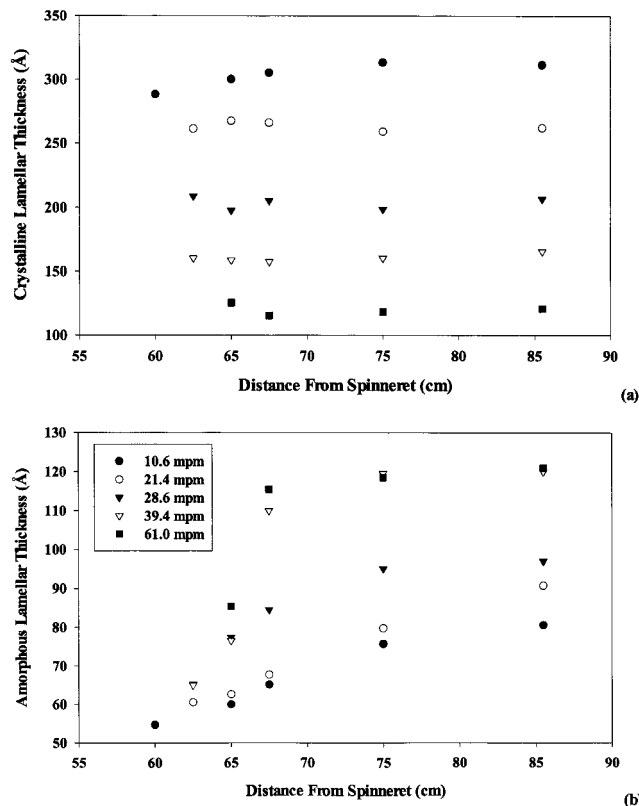 350
300
250
200
150
100
Crystalline Lamellar Thickness (Å)
55 60 65 70 75 80 85 90
Distance From Spinneret (cm)
(a)
130
120
110
100
90
80
70
60
50
Amorphous Lamellar Thickness (Å)
10.6 mpm
21.4 mpm
28.6 mpm
39.4 mpm
61.0 mpm
55 60 65 70 75 80 85 90
Distance From Spinneret (cm)
(b)